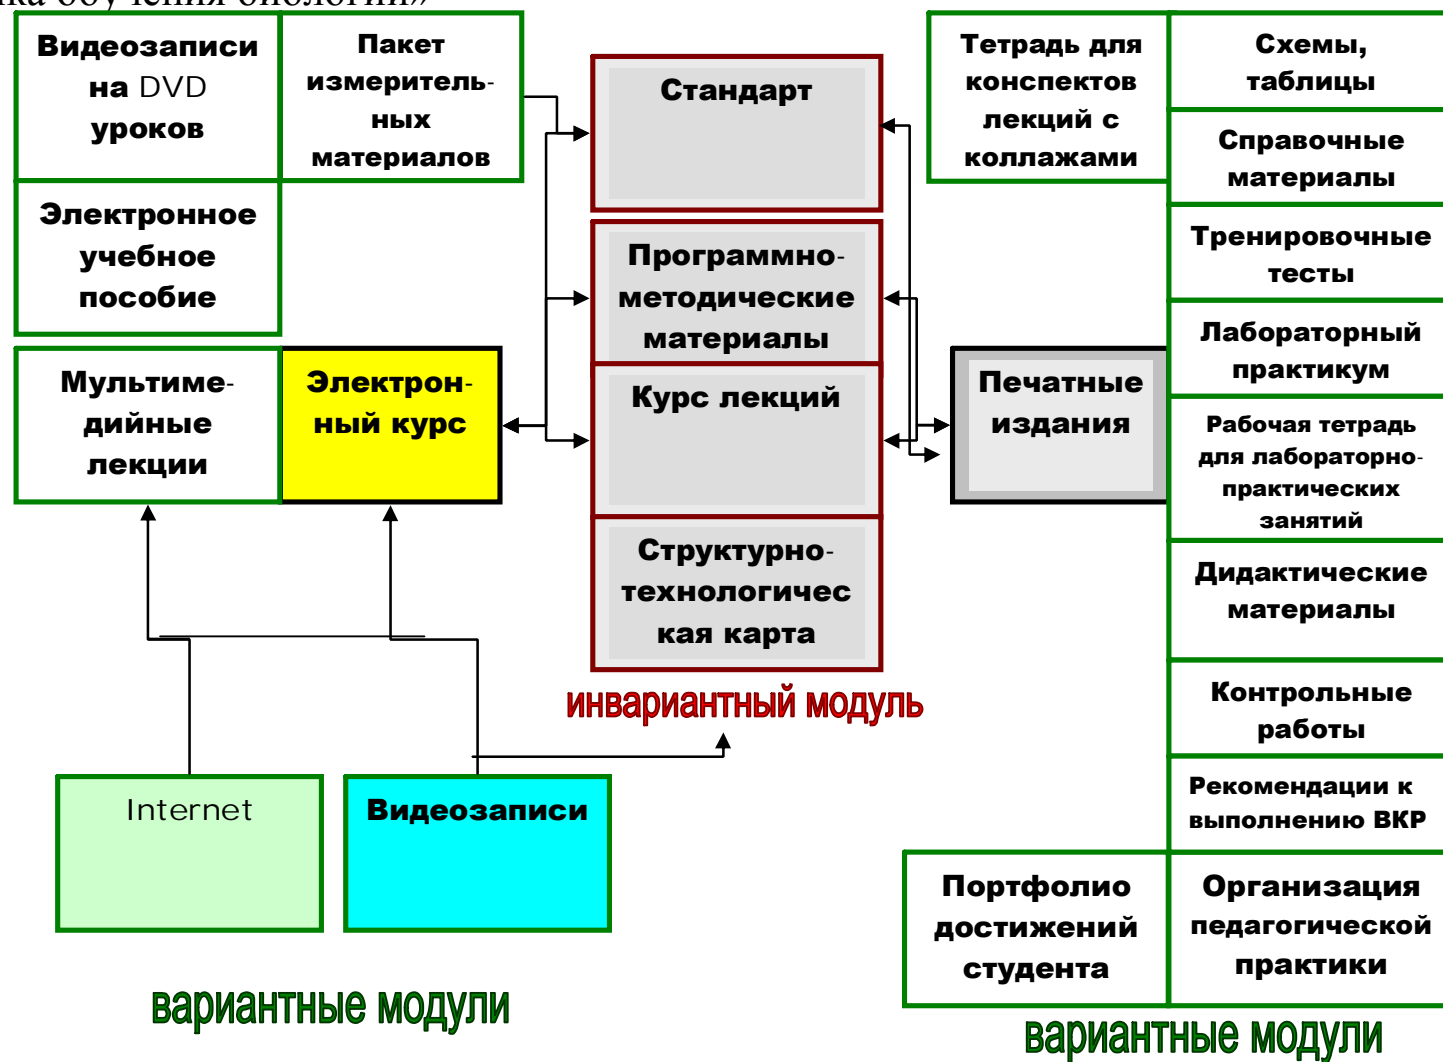 обучения биологии»
Видеозаписи
на DVD
уроков
Пакет
измеритель-
ных
материалов
Электронное
учебное
пособие
Мультиме-
дийные
лекции
Электрон-
ный курс
Стандарт
Программно-
методические
материалы
Курс лекций
Структурно-
технологичес
кая карта
инвариантный модуль
Internet
Видеозаписи
вариантные модули
Тетрадь для
конспектов
лекций с
коллажами
Схемы,
таблицы
Справочные
материалы
Тренировочные
тесты
Лабораторный
практикум
Печатные
издания
Рабочая тетрадь
для лабораторно-
практических
занятий
Дидактические
материалы
Контрольные
работы
Рекомендации к
выполнению ВКР
Портфолио
достижений
студента
Организация
педагогической
практики
вариантные модули